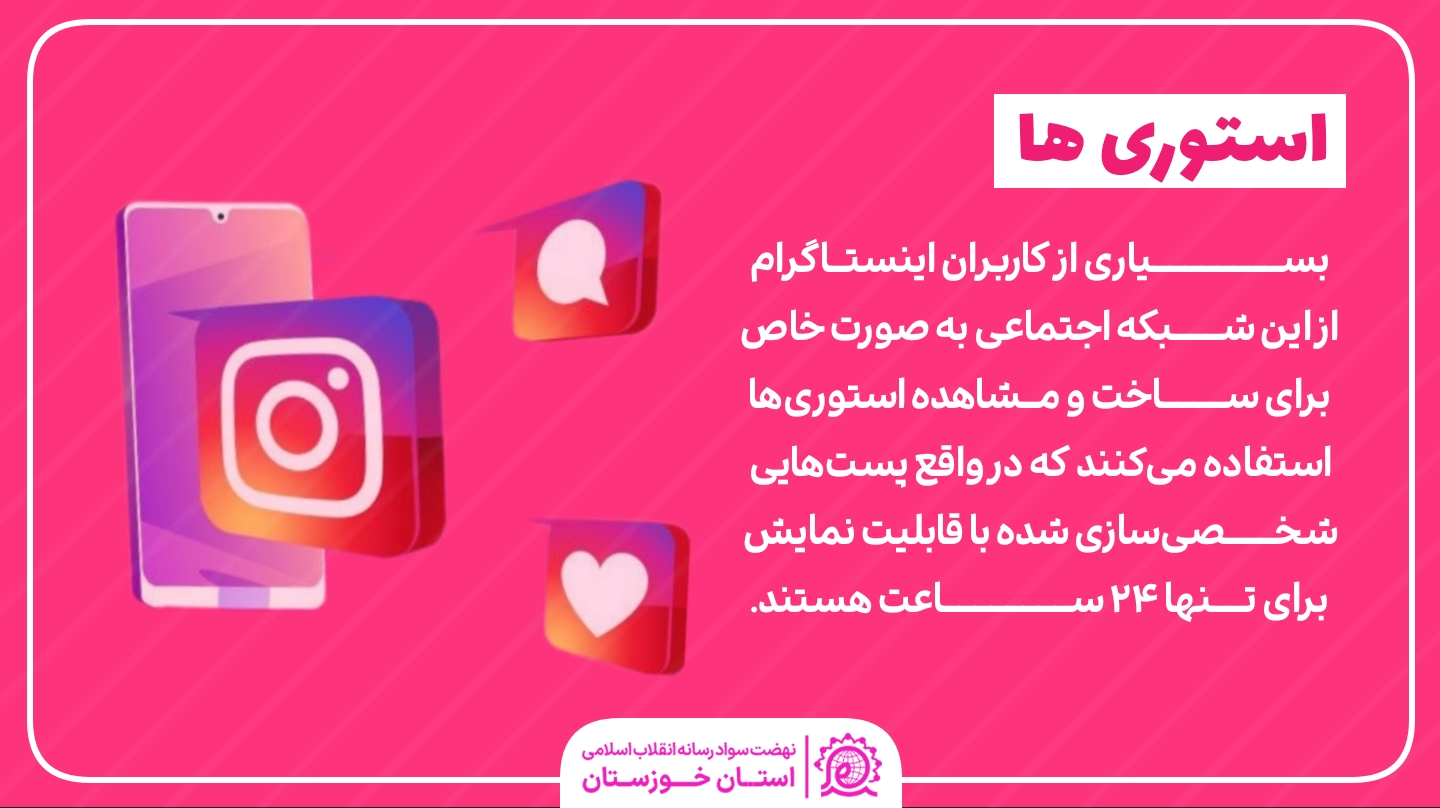 استوری ها
بسیاری از کاربران اینستاگرام
از این شبکه اجتماعی به صورت خاص
برای ساخت و مشاهده استوری‌ها
استفاده می‌کنند که در واقع پست‌هایی
شخصی‌سازی شده با قابلیت نمایش
برای تنها ۲۴ ساعت هستند.
نهضت سواد رسانه انقلاب اسلامی
استان خوزستان